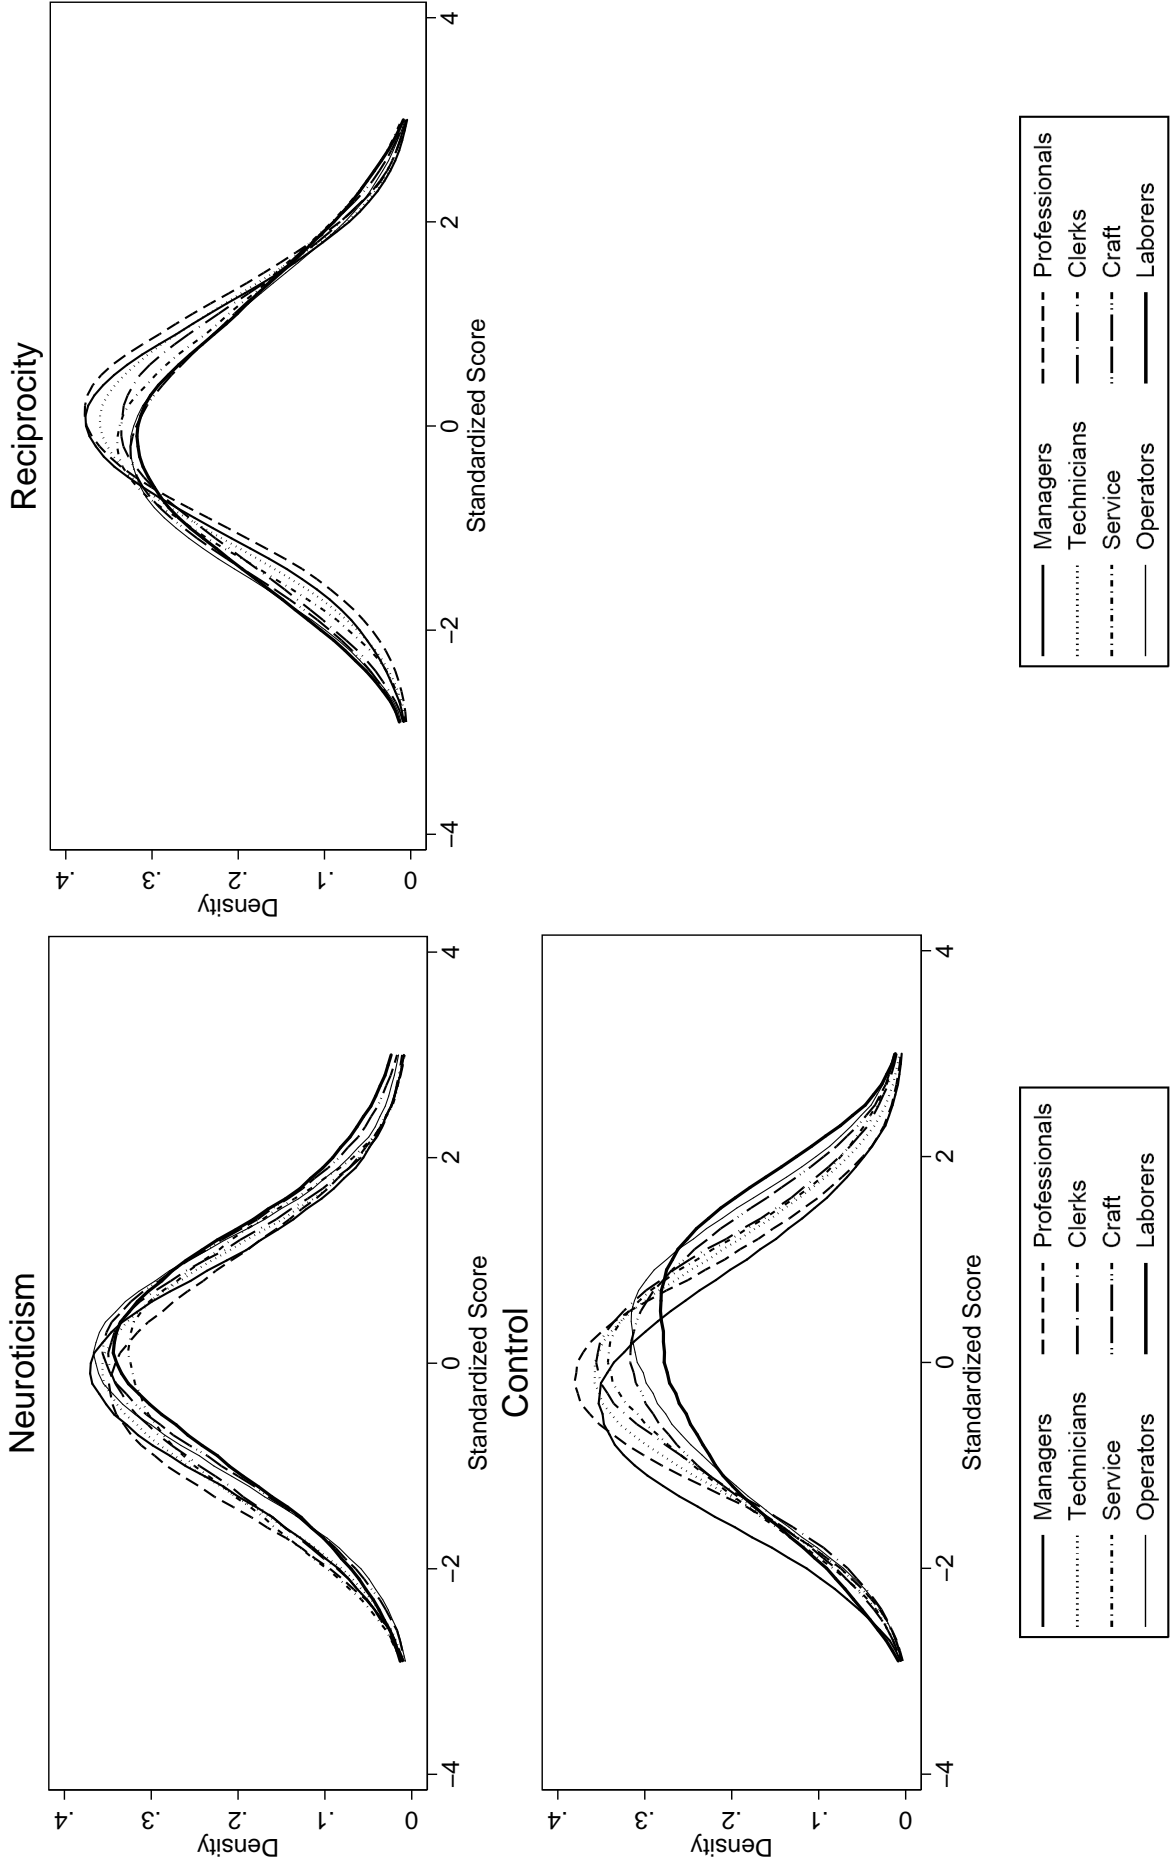 Neuroticism
Density
0 .1 .2 .3 .4
−4 −2 0 2 4
Standardized Score
Reciprocity
Density
0 .1 .2 .3 .4
−4 −2 0 2 4
Standardized Score
Control
Density
0 .1 .2 .3 .4
−4 −2 0 2 4
Standardized Score
Managers Professionals
Technicians Clerks
Service Craft
Operators Laborers
Managers Professionals
Technicians Clerks
Service Craft
Operators Laborers